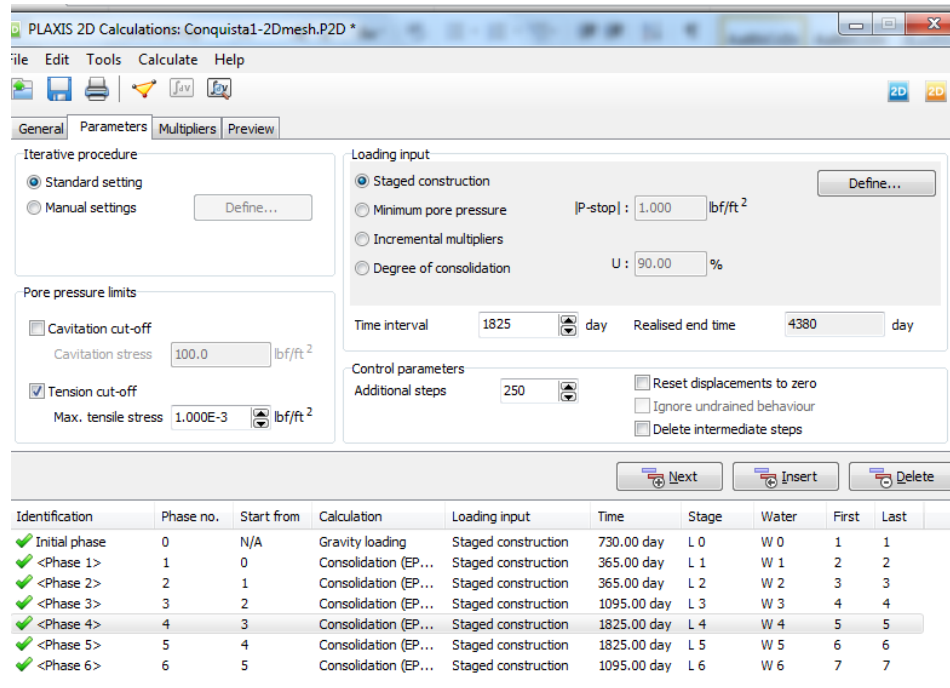 PLAXIS 2D Calculations: Conquista1-2Dmesh.P2D *
File Edit Tools Calculate Help
2D 2D
General Parameters Multipliers Preview
Iterative procedure
Standard setting
Manual settings Define...
Pore pressure limits
Cavitation cut-off
Cavitation stress 100.0 lbf/ft 2
Tension cut-off
Max. tensile stress 1.000E-3 lbf/ft 2
Loading input
Staged construction Define...
Minimum pore pressure |P-stop| : 1.000 lbf/ft 2
Incremental multipliers
Degree of consolidation U : 90.00 %
Time interval 1825 day Realised end time 4380 day
Control parameters
Additional steps 250 Reset displacements to zero
Ignore undrained behaviour
Delete intermediate steps
Next Insert Delete
Identification Phase no. Start from Calculation Loading input Time Stage Water First Last
Initial phase 0 N/A Gravity loading Staged construction 730.00 day L 0 W 0 1 1
<Phase 1> 1 0 Consolidation (EP... Staged construction 365.00 day L 1 W 1 2 2
<Phase 2> 2 1 Consolidation (EP... Staged construction 365.00 day L 2 W 2 3 3
<Phase 3> 3 2 Consolidation (EP... Staged construction 1095.00 day L 3 W 3 4 4
<Phase 4> 4 3 Consolidation (EP... Staged construction 1825.00 day L 4 W 4 5 5
<Phase 5> 5 4 Consolidation (EP... Staged construction 1825.00 day L 5 W 5 6 6
<Phase 6> 6 5 Consolidation (EP... Staged construction 1095.00 day L 6 W 6 7 7